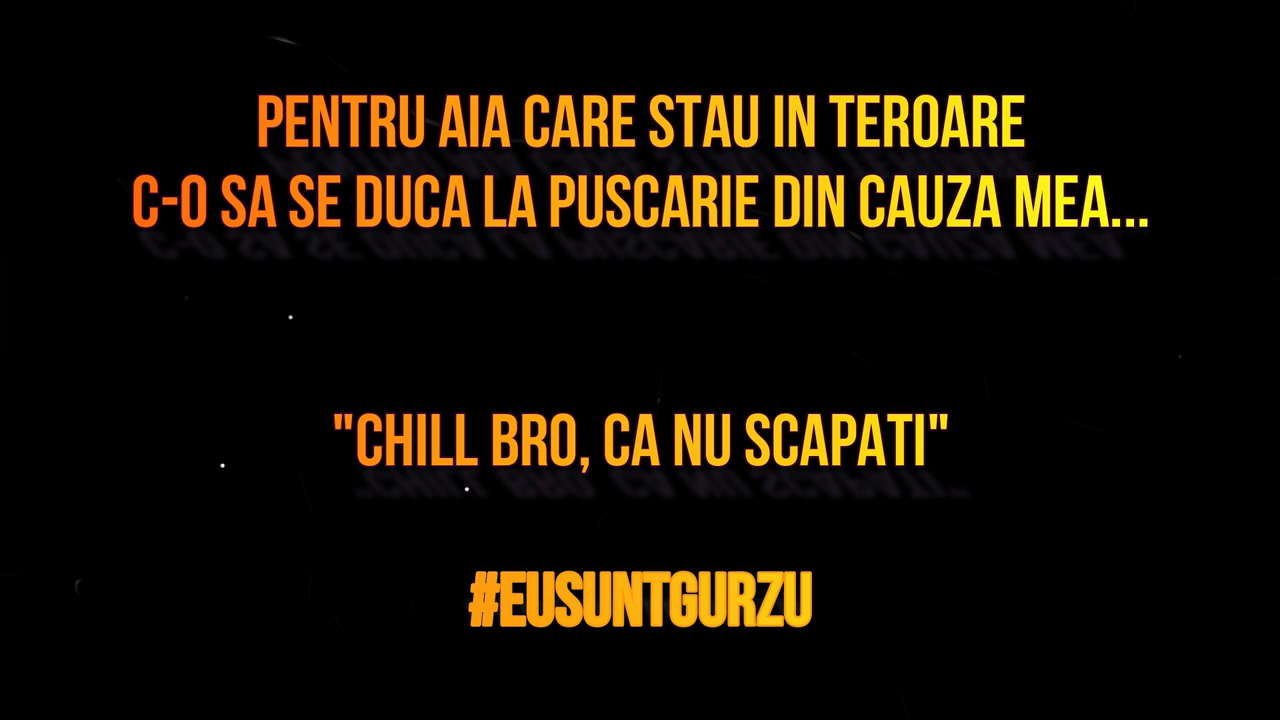 PENTRU AIA CARE STAU IN TEROARE
C-O SA SE DUCA LA PUSCARIE DIN CAUZA MEA...
"CHILL BRO, CA NU SCAPATI"
#EUSUNTGURZU